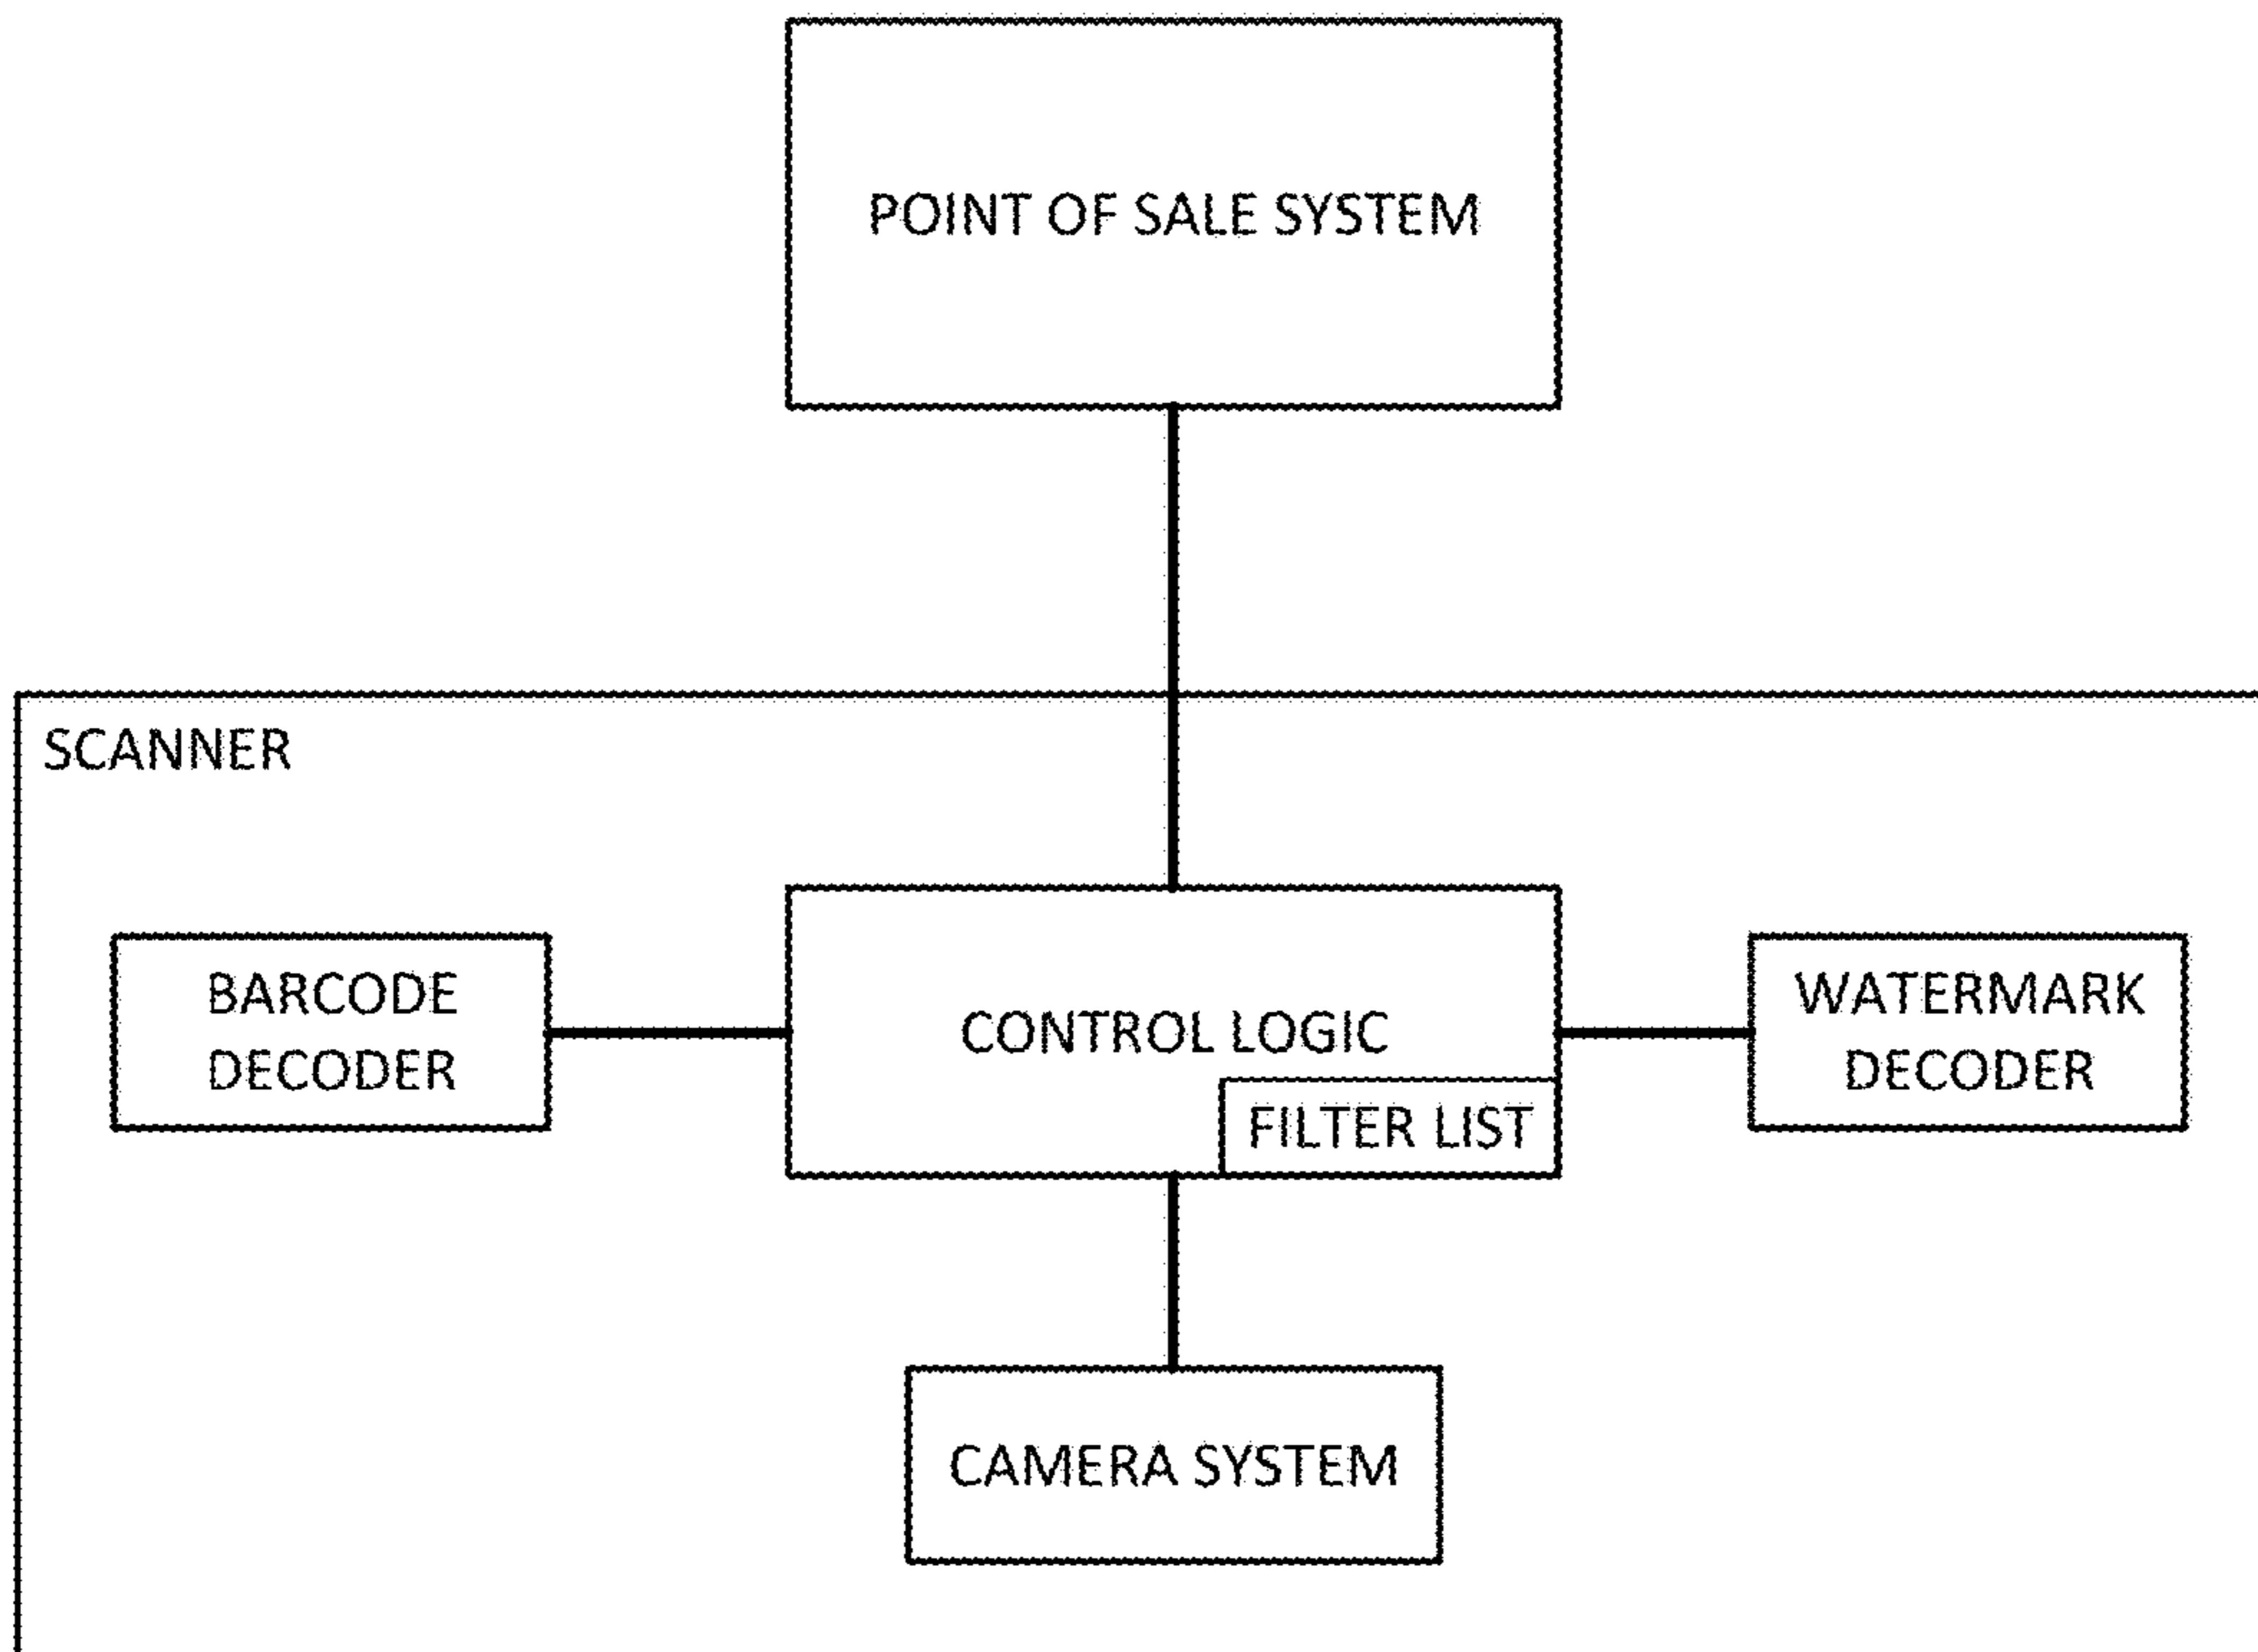 POINT OF SALE SYSTEM
SCANNER
BARCODE
DECODER
CONTROL LOGIC
FILTER LIST
WATERMARK
DECODER
CAMERA SYSTEM